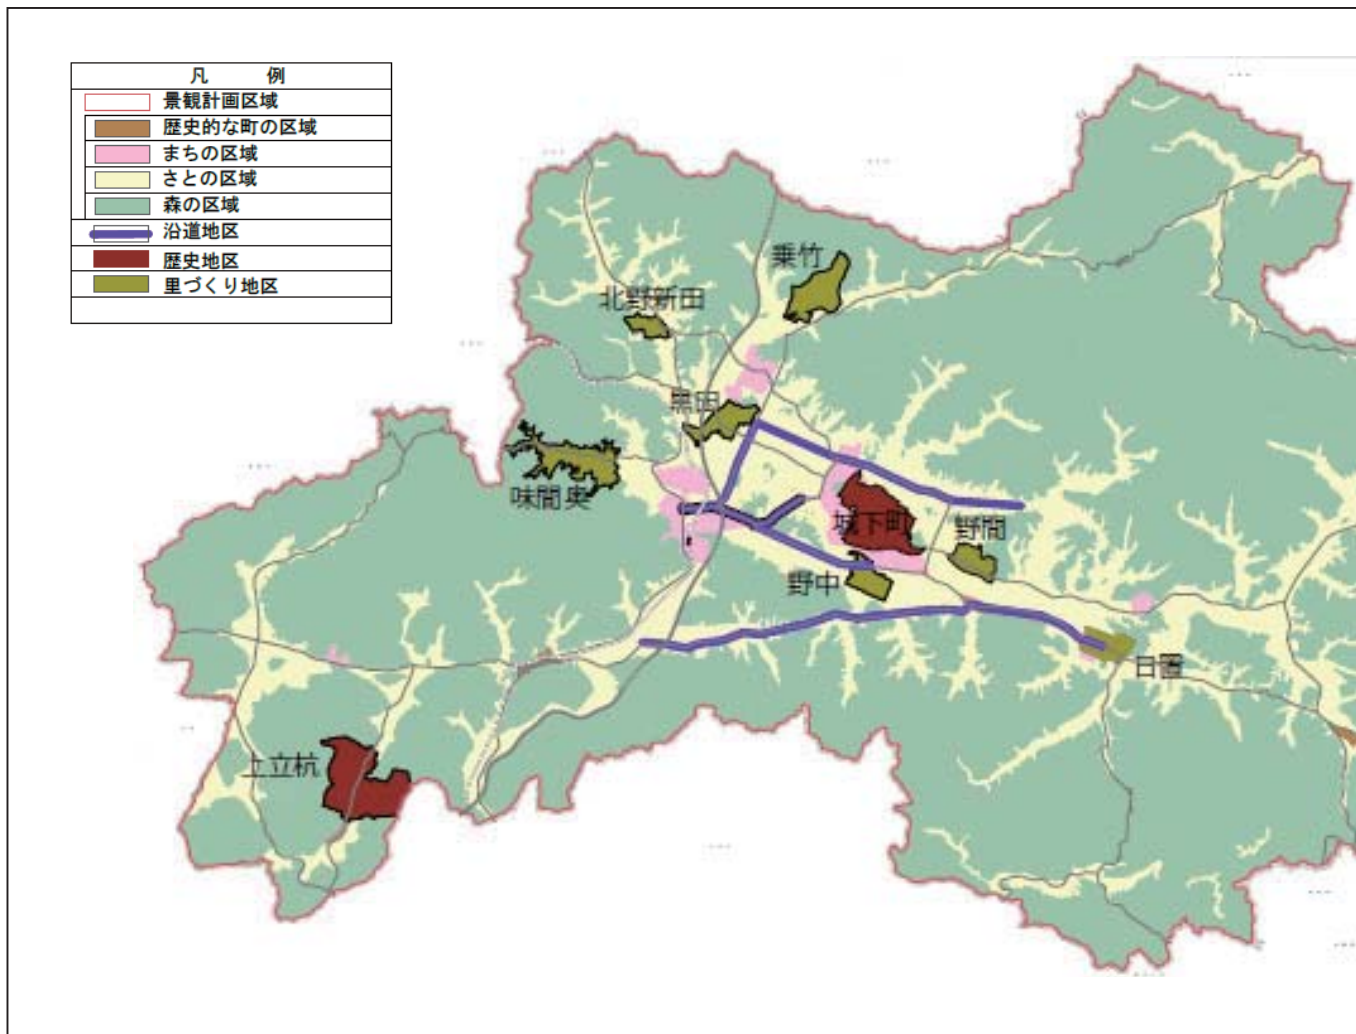 凡 例
景観計画区域
歴史的な町の区域
まちの区域
さとの区域
森の区域
沿道地区
歴史地区
里づくり地区
乗竹
北野新田
黒田
味間奥
城下町
野間
野中
日置
上立杭